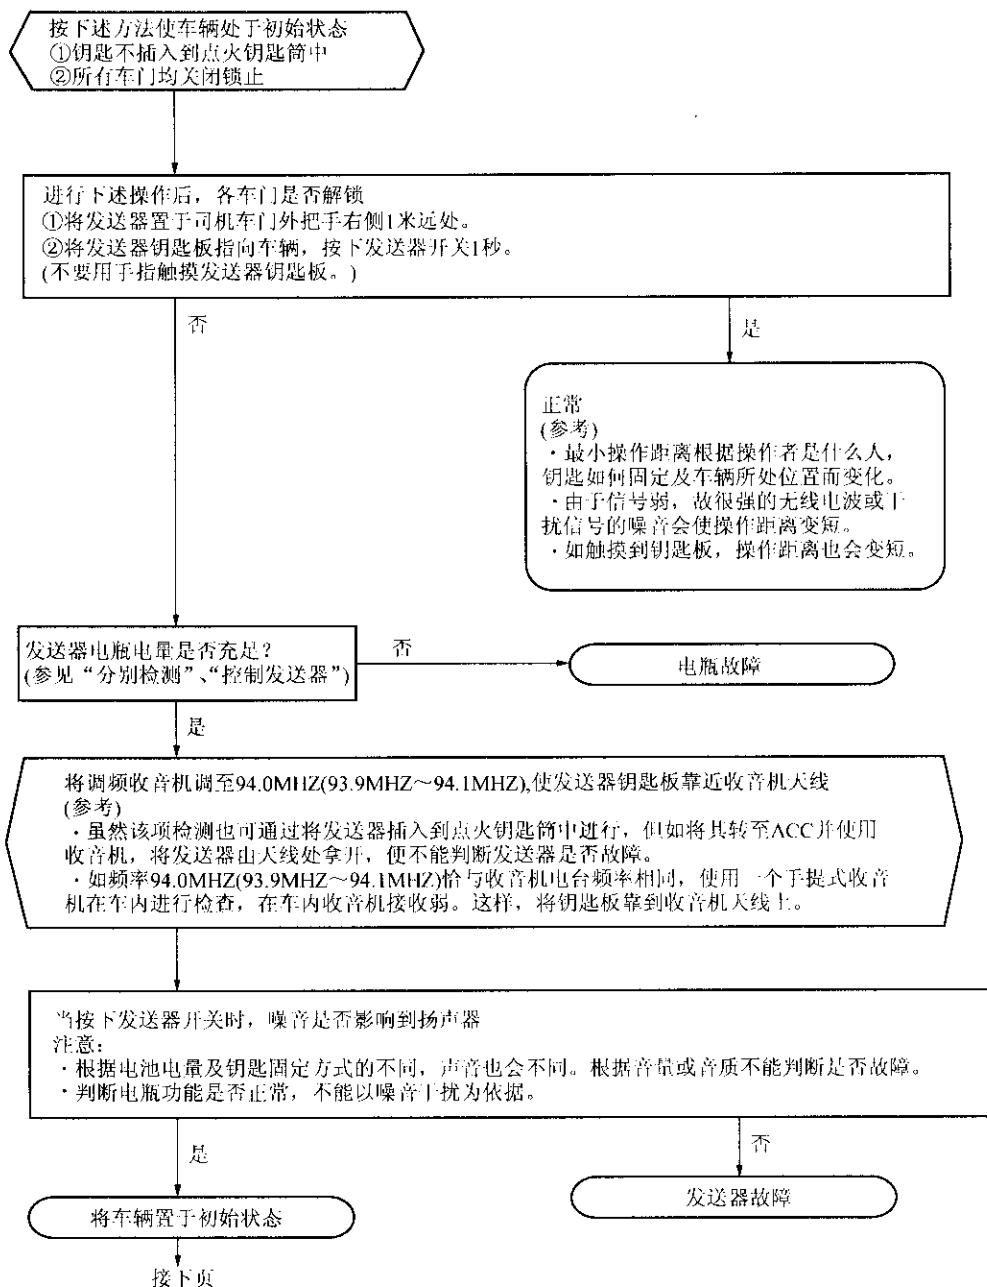 按下述方法使车辆处于初始状态
①钥匙不插入到点火钥匙筒中
②所有车门均关闭锁止
进行下述操作后，各车门是否解锁
①将发送器置于司机车门外把手右侧1米远处。
②将发送器钥匙板指向车辆，按下发送器开关1秒。
(不要用手指触摸发送器钥匙板。)
否
是
正常
(参考)
·最小操作距离根据操作者是什么人，
钥匙如何固定及车辆所处位置而变化。
·由于信号弱，故很强的无线电波或干
扰信号的噪音会使操作距离变短。
·如触摸到钥匙板，操作距离也会变短。
发送器电瓶电量是否充足？
(参见“分别检测”、“控制发送器”)
否
电瓶故障
是
将调频收音机调至94.0MHZ(93.9MHZ～94.1MHZ),使发送器钥匙板靠近收音机天线
(参考)
·虽然该项检测也可通过将发送器插入到点火钥匙筒中进行，但如将其转至ACC并使用
收音机，将发送器由天线处拿开，便不能判断发送器是否故障。
·如频率94.0MHZ(93.9MHZ～94.1MHZ)恰与收音机电台频率相同，使用一个手提式收音
机在车内进行检查，在车内收音机接收弱。这样，将钥匙板靠到收音机天线上。
当按下发送器开关时，噪音是否影响到扬声器
注意：
·根据电池电量及钥匙固定方式的不同，声音也会不同。根据音量或音质不能判断是否故障。
·判断电瓶功能是否正常，不能以噪音干扰为依据。
是
否
将车辆置于初始状态
发送器故障
接下页